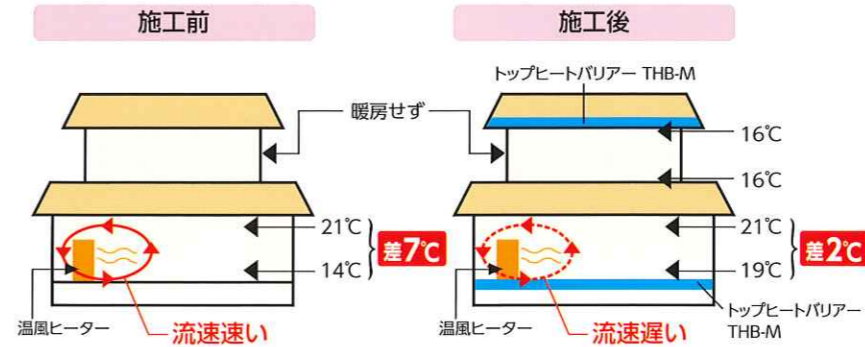 施工前
施工後
トップヒートバリアー THB-M
暖房せず
16℃
16℃
21℃
14℃
差7℃
21℃
19℃
差2℃
温風ヒーター
流速速い
温風ヒーター
流速遅い
トップヒートバリアー
THB-M